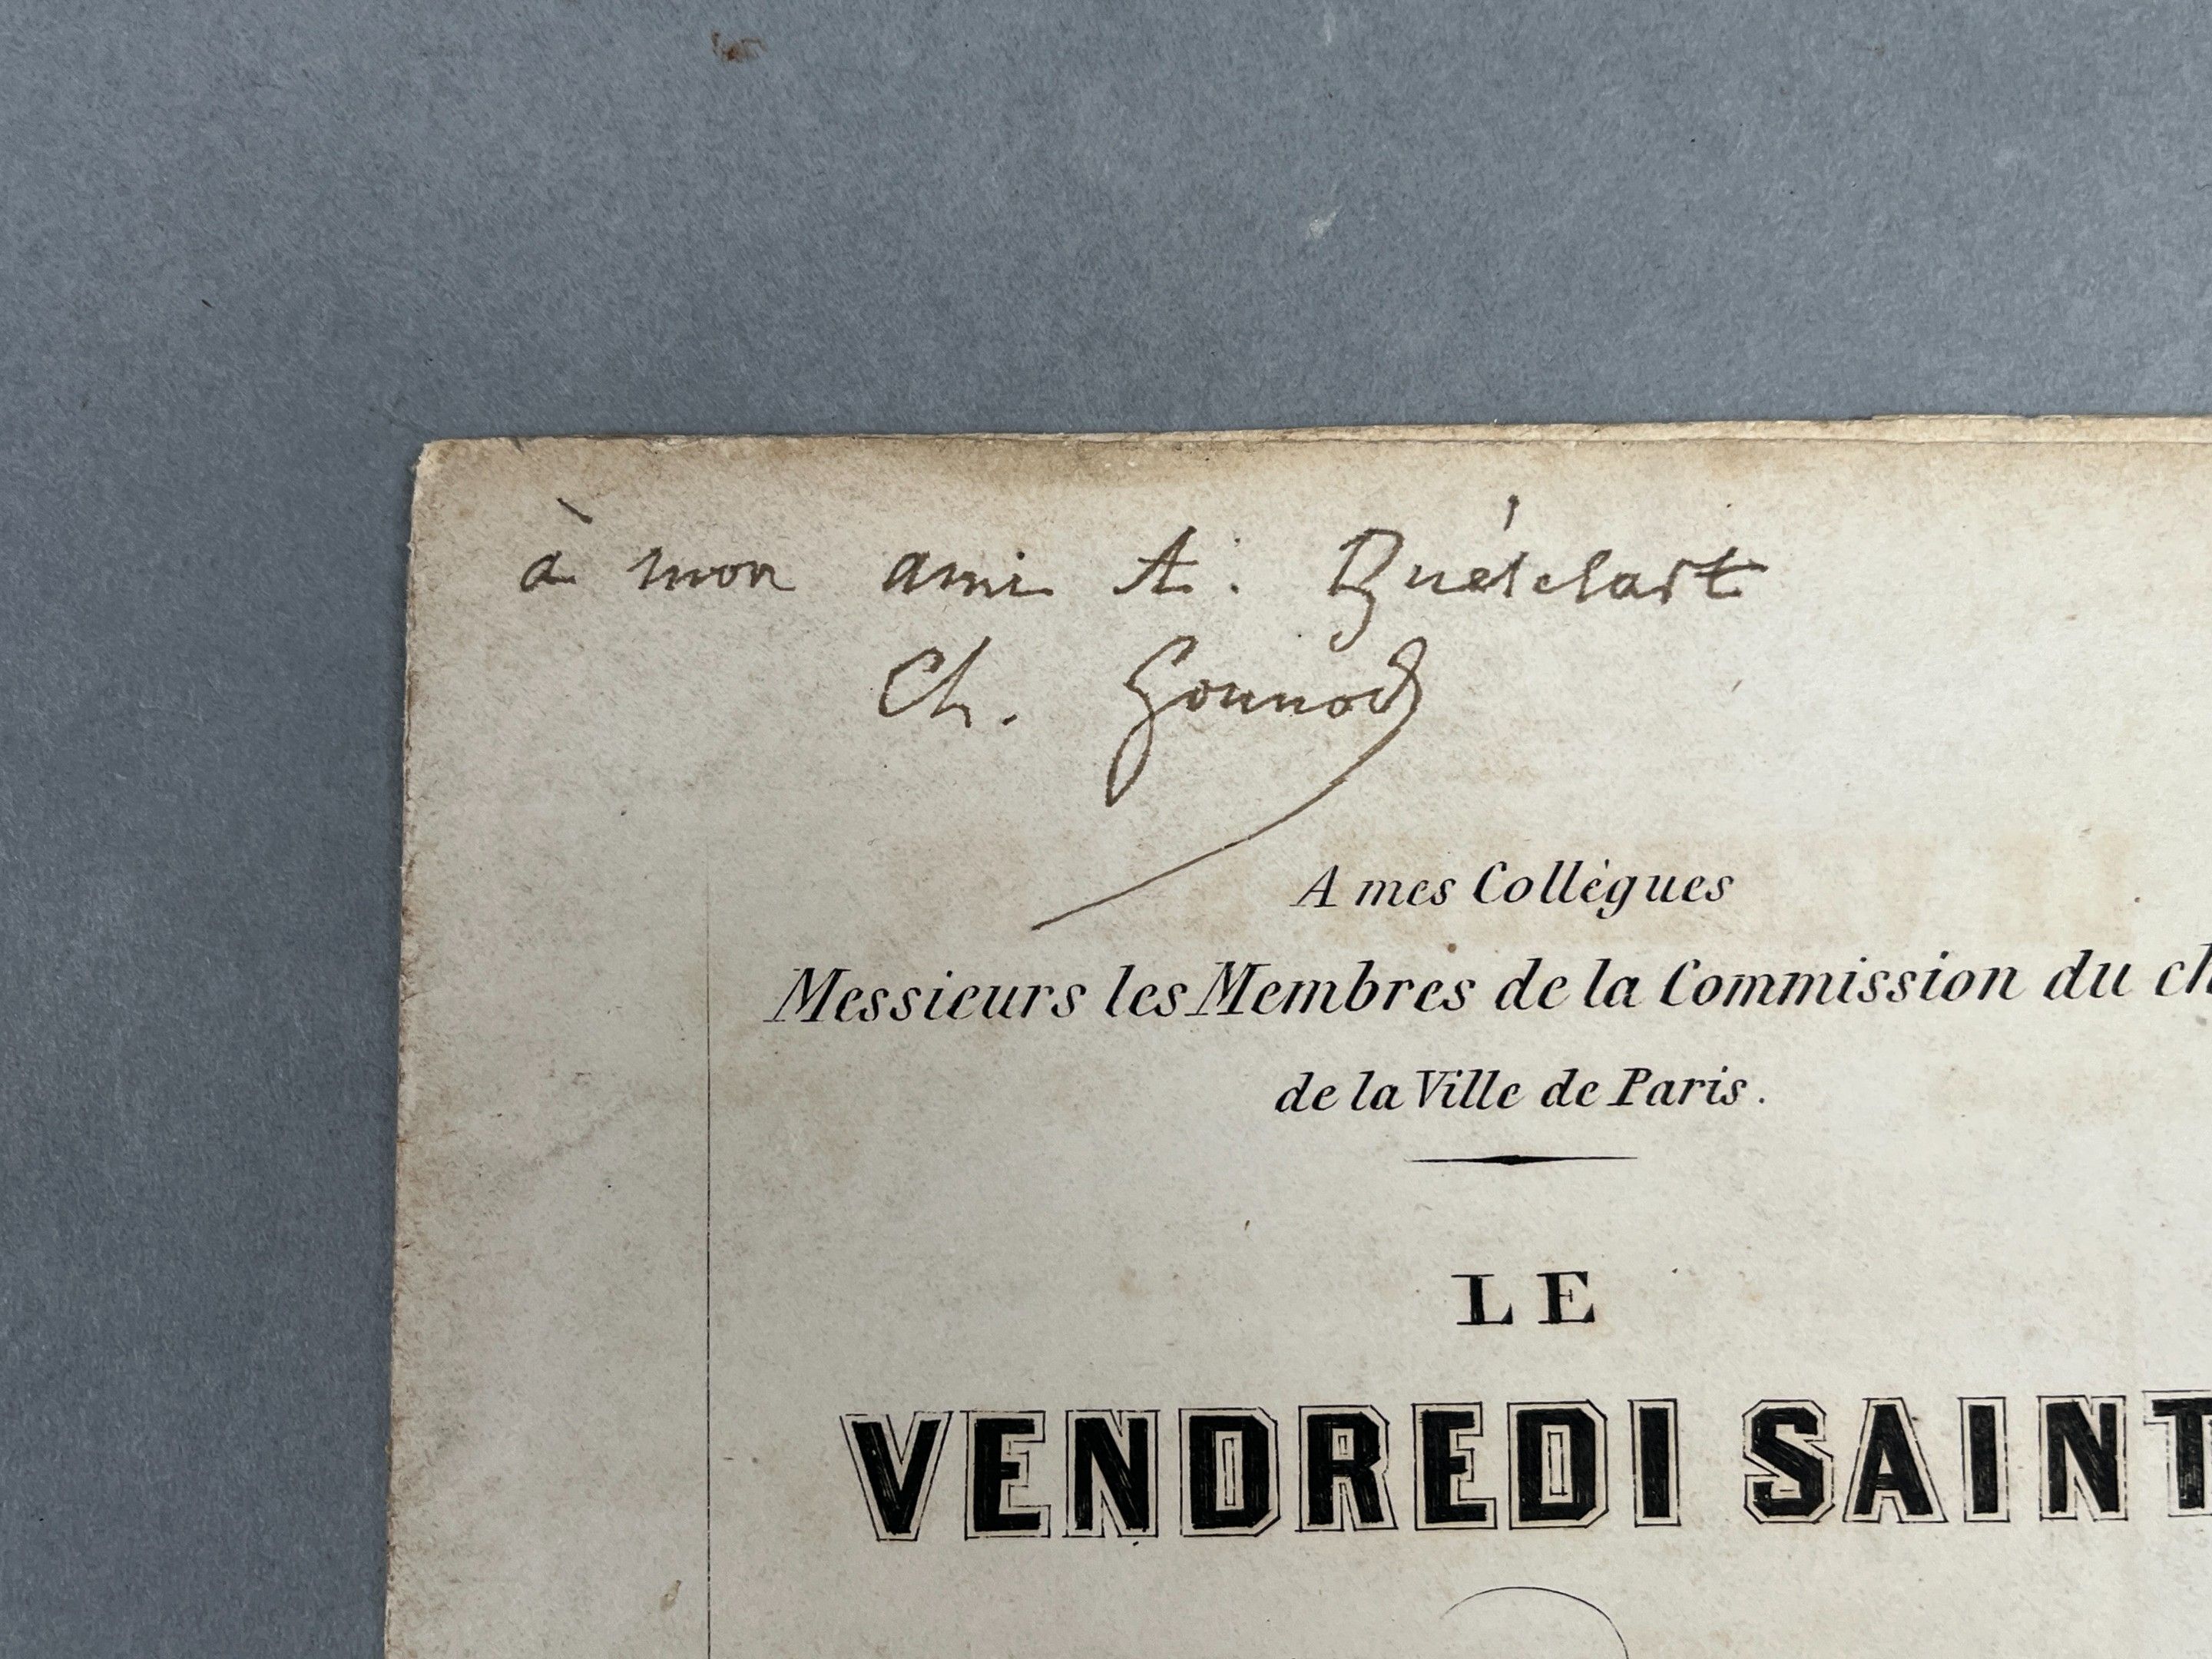 à mon ami A.
Ch. Gounod
A mes Collègues
Messieurs les Membres de la Commission du ch
de la Ville de Paris.
LE
VENDREDI SAINT